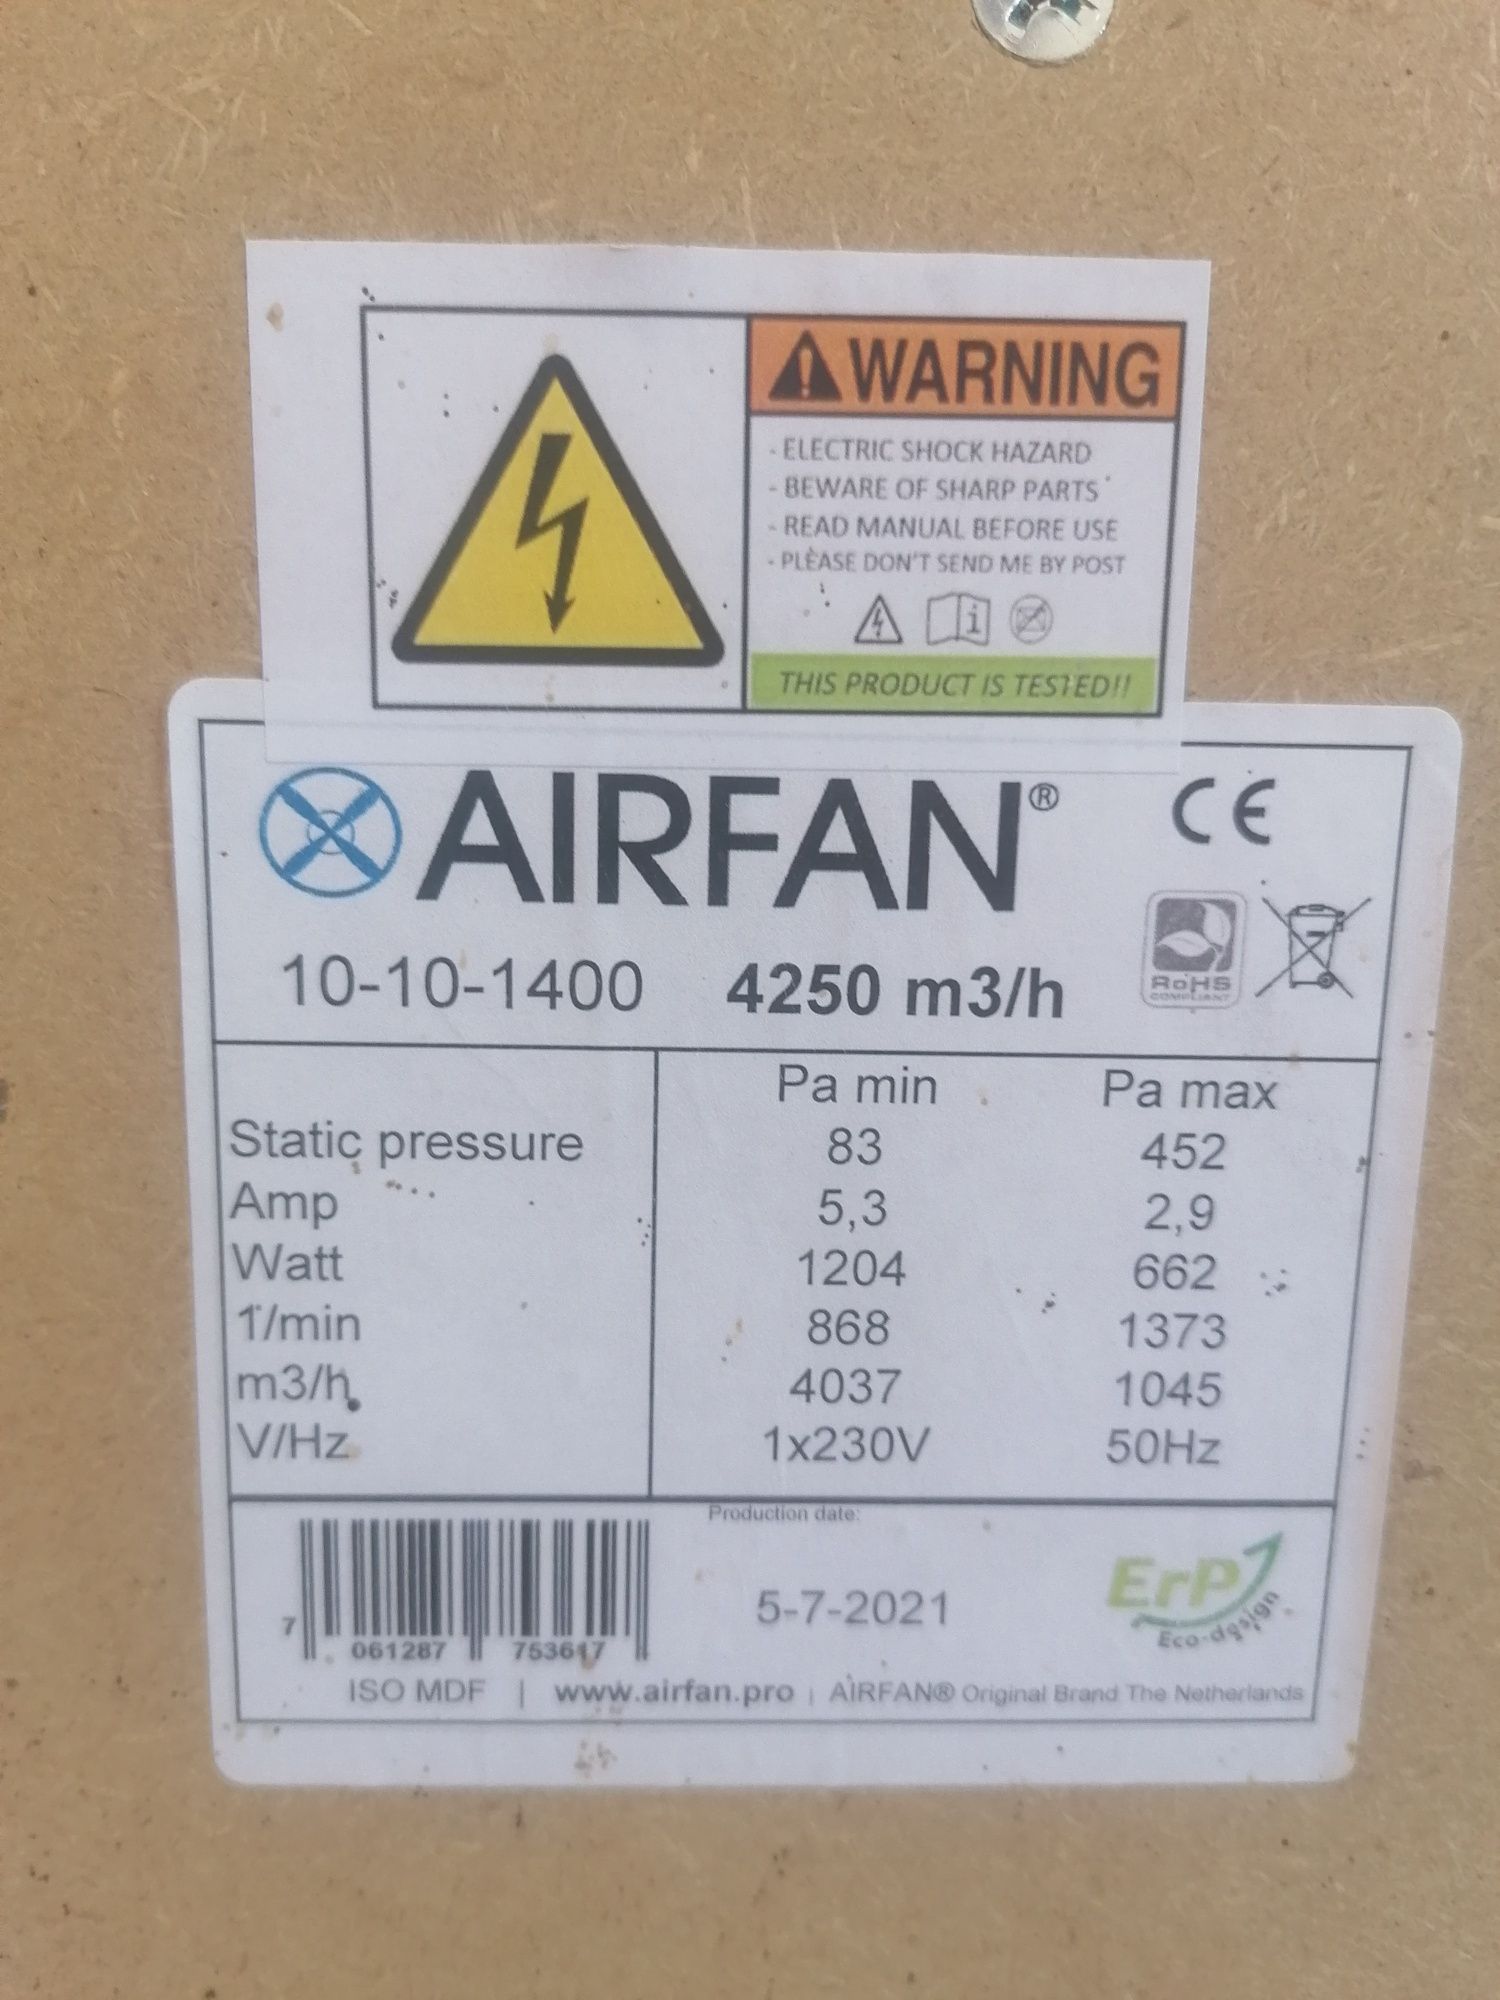 WARNING
- ELECTRIC SHOCK HAZARD
- BEWARE OF SHARP PARTS
- READ MANUAL BEFORE USE
- PLEASE DON'T SEND ME BY POST
THIS PRODUCT IS TESTED!!
AIRFAN®
CE
10-10-1400 4250 m3/h
RoHS
COMPLIANT
Pa min Pa max
Static pressure 83 452
Amp 5,3 2,9
Watt 1204 662
1/min 868 1373
m3/h 4037 1045
V/Hz 1x230V 50Hz
Production date:
5-7-2021
ErP
Eco-design
7 061287 753617
ISO MDF | www.airfan.pro | AIRFAN® Original Brand The Netherlands